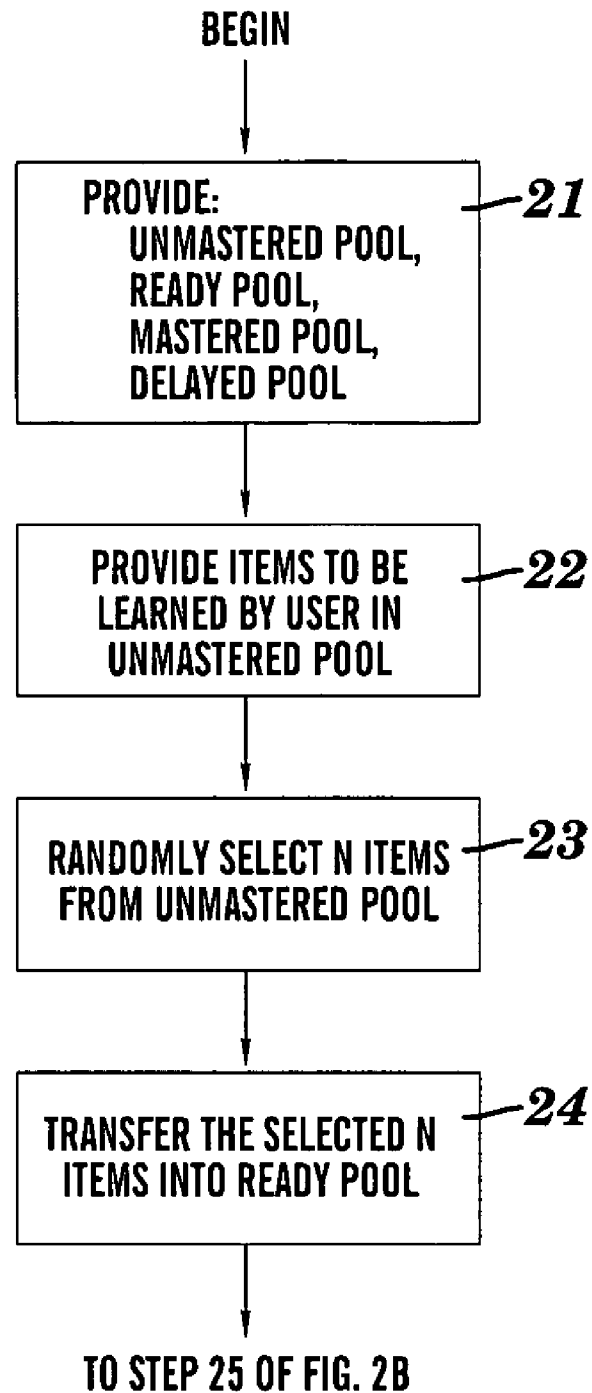 BEGIN
PROVIDE:
UNMASTERED POOL,
READY POOL,
MASTERED POOL,
DELAYED POOL
21
PROVIDE ITEMS TO BE
LEARNED BY USER IN
UNMASTERED POOL
22
RANDOMLY SELECT N ITEMS
FROM UNMASTERED POOL
23
TRANSFER THE SELECTED N
ITEMS INTO READY POOL
24
TO STEP 25 OF FIG. 2B